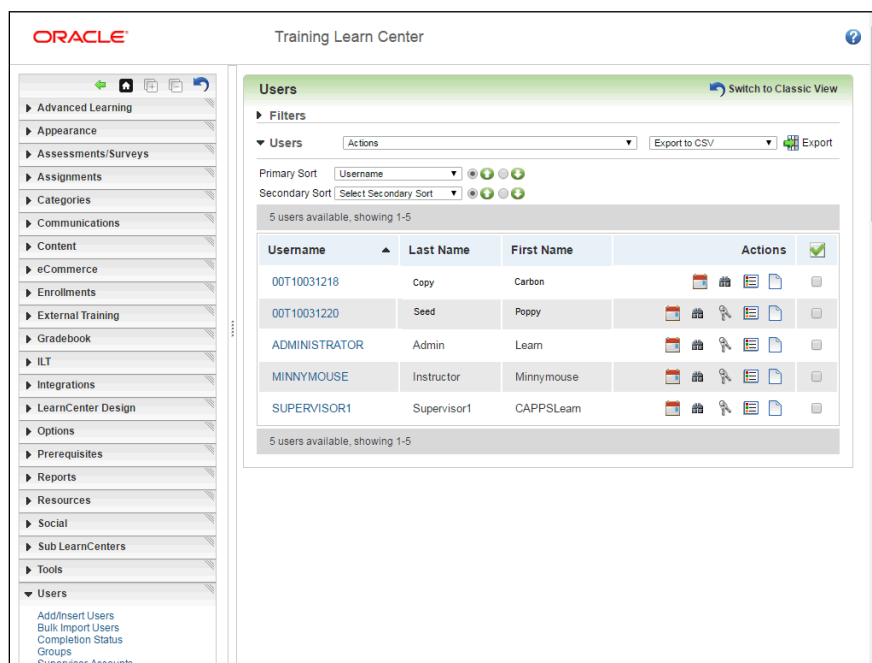 ORACLE
Training Learn Center
?
Advanced Learning
Appearance
Assessments/Surveys
Assignments
Categories
Communications
Content
eCommerce
Enrollments
External Training
Gradebook
ILT
Integrations
LearnCenter Design
Options
Prerequisites
Reports
Resources
Social
Sub LearnCenters
Tools
Users
Add/Insert Users
Bulk Import Users
Completion Status
Groups
Supervisor Accounts
Users Switch to Classic View
Filters
Users Actions Export to CSV Export
Primary Sort Username
Secondary Sort Select Secondary Sort
5 users available, showing 1-5
Username Last Name First Name Actions
00T10031218 Copy Carbon
00T10031220 Seed Poppy
ADMINISTRATOR Admin Learn
MINNYMOUSE Instructor Minnymouse
SUPERVISOR1 Supervisor1 CAPPSLearn
5 users available, showing 1-5